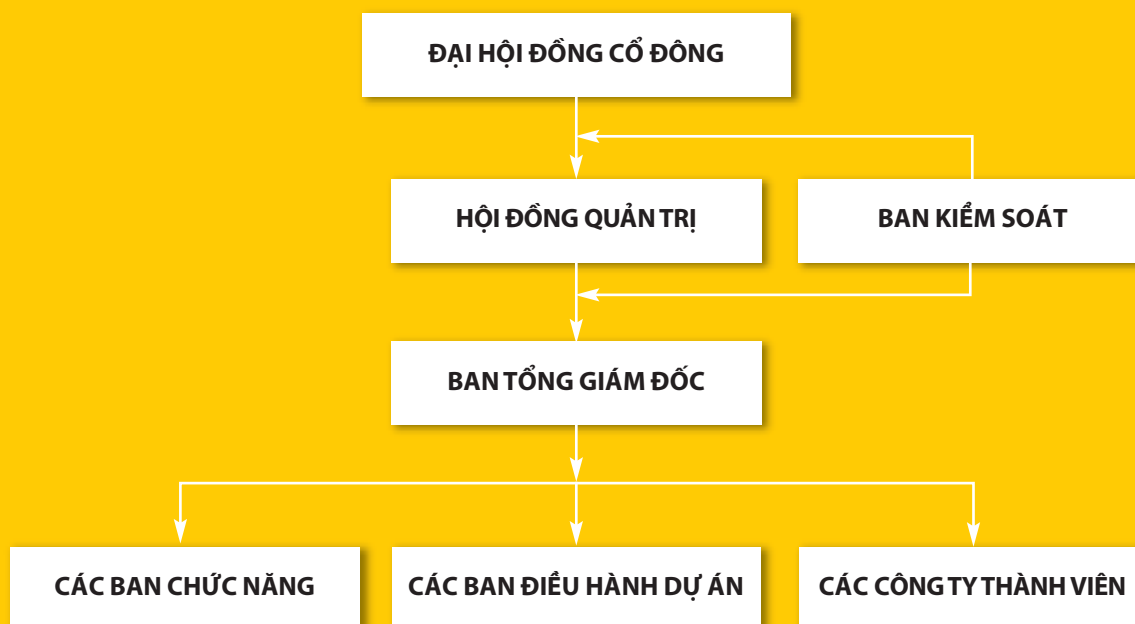 ĐẠI HỘI ĐỒNG CỔ ĐÔNG
HỘI ĐỒNG QUẢN TRỊ
BAN KIỂM SOÁT
BAN TỔNG GIÁM ĐỐC
CÁC BAN CHỨC NĂNG
CÁC BAN ĐIỀU HÀNH DỰ ÁN
CÁC CÔNG TY THÀNH VIÊN